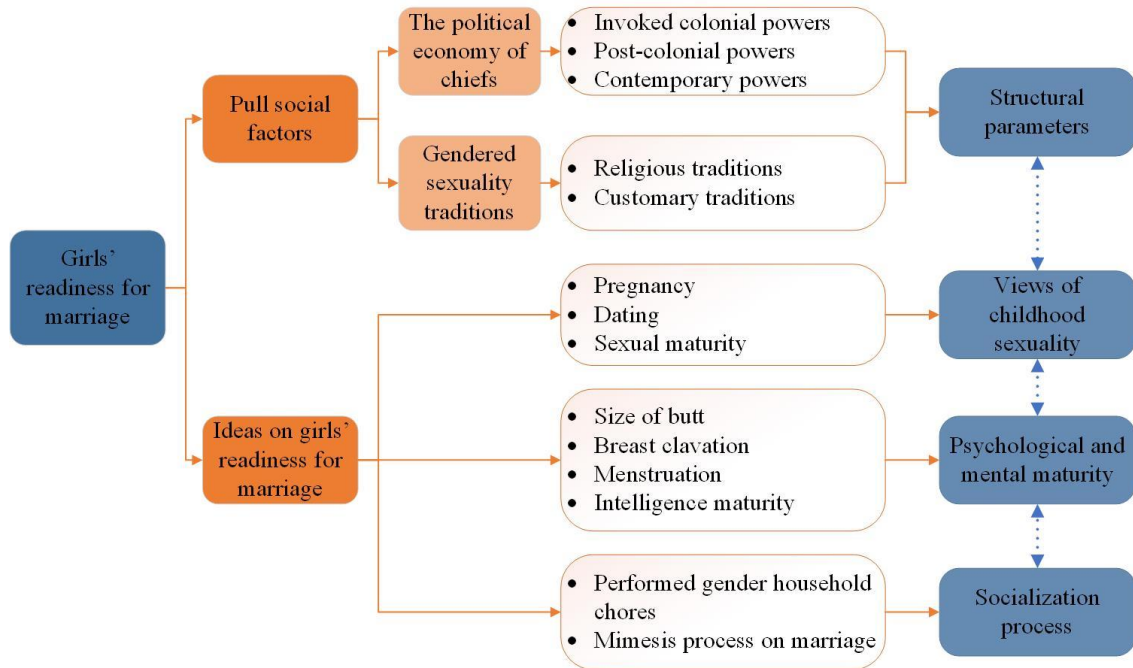 Girls’
readiness for
marriage
Pull social
factors
The political
economy of
chiefs
• Invoked colonial powers
• Post-colonial powers
• Contemporary powers
Gendered
sexuality
traditions
• Religious traditions
• Customary traditions
Structural
parameters
Ideas on girls’
readiness for
marriage
• Pregnancy
• Dating
• Sexual maturity
Views of
childhood
sexuality
• Size of butt
• Breast clavation
• Menstruation
• Intelligence maturity
Psychological and
mental maturity
• Performed gender household
chores
• Mimesis process on marriage
Socialization
process